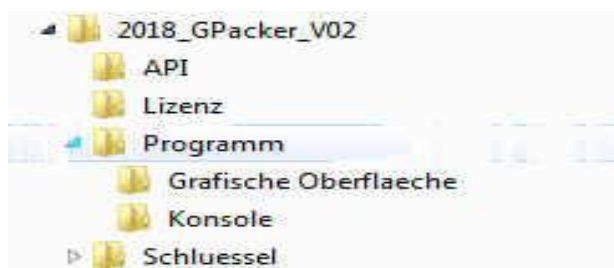 2018_GPacker_V02
API
Lizenz
Programm
Grafische Oberflaeche
Konsole
Schluessel